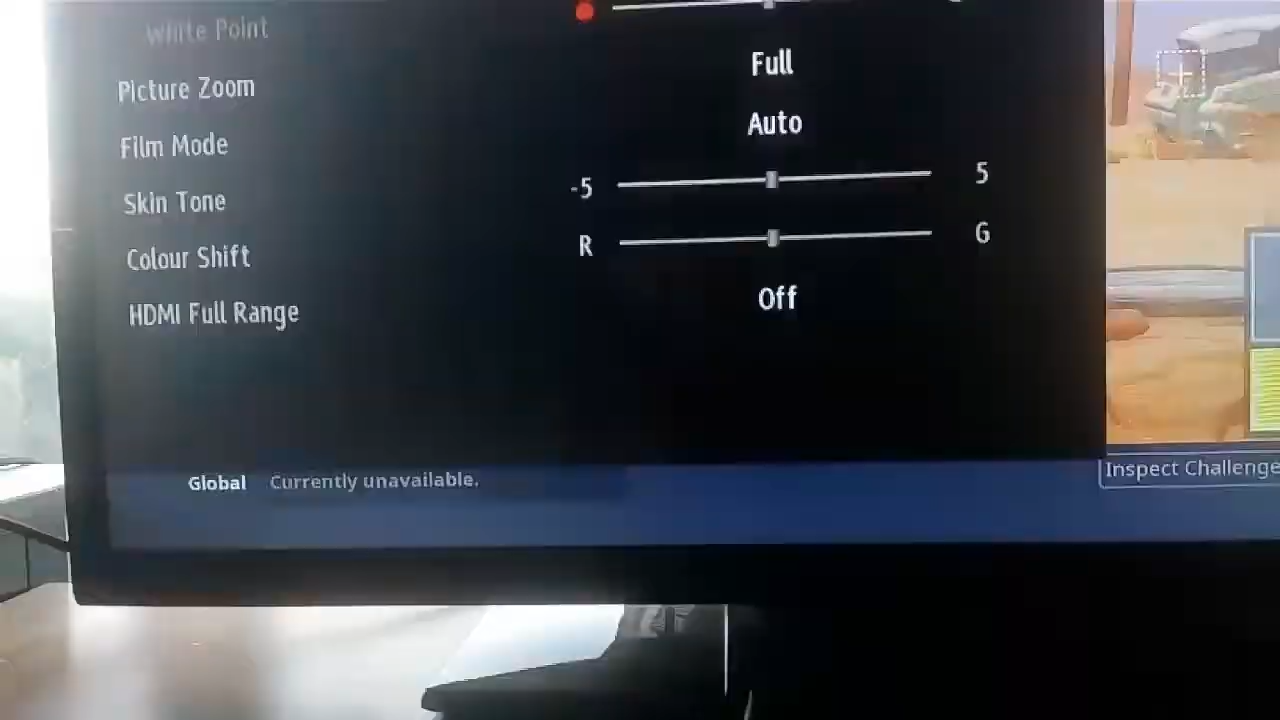 White Point
Picture Zoom Full
Film Mode Auto
Skin Tone -5 5
Colour Shift R G
HDMI Full Range Off
Global Currently unavailable.
Inspect Challenge